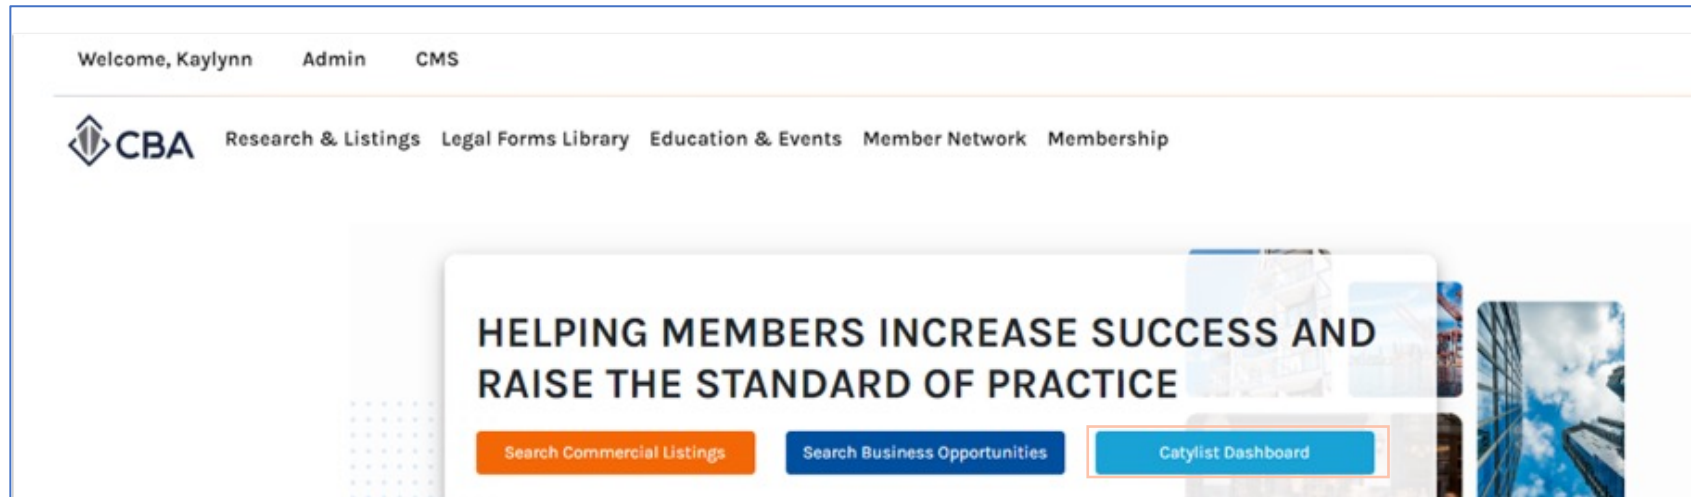 Welcome, Kaylynn Admin CMS
CBA Research & Listings Legal Forms Library Education & Events Member Network Membership
HELPING MEMBERS INCREASE SUCCESS AND
RAISE THE STANDARD OF PRACTICE
Search Commercial Listings Search Business Opportunities Catylist Dashboard